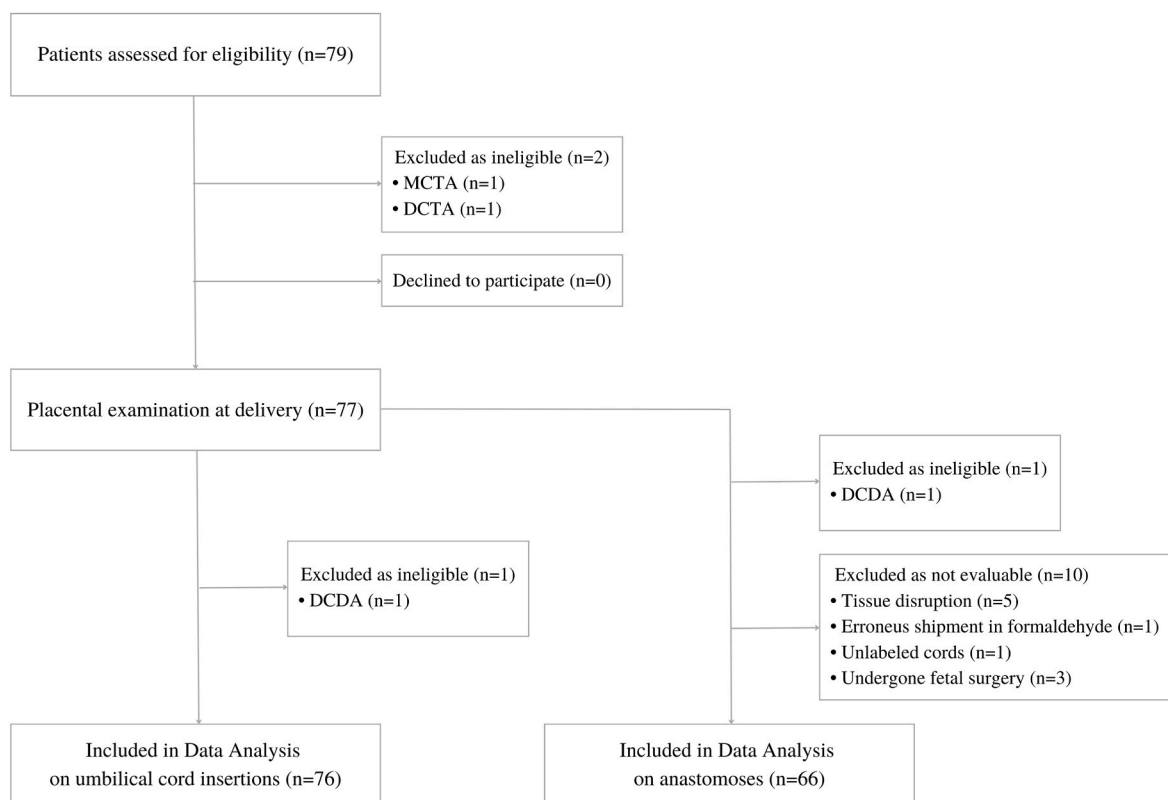 Patients assessed for eligibility (n=79)
Excluded as ineligible (n=2)
• MCTA (n=1)
• DCTA (n=1)
Declined to participate (n=0)
Placental examination at delivery (n=77)
Excluded as ineligible (n=1)
• DCDA (n=1)
Excluded as ineligible (n=1)
• DCDA (n=1)
Excluded as not evaluable (n=10)
• Tissue disruption (n=5)
• Erroneus shipment in formaldehyde (n=1)
• Unlabeled cords (n=1)
• Undergone fetal surgery (n=3)
Included in Data Analysis
on umbilical cord insertions (n=76)
Included in Data Analysis
on anastomoses (n=66)